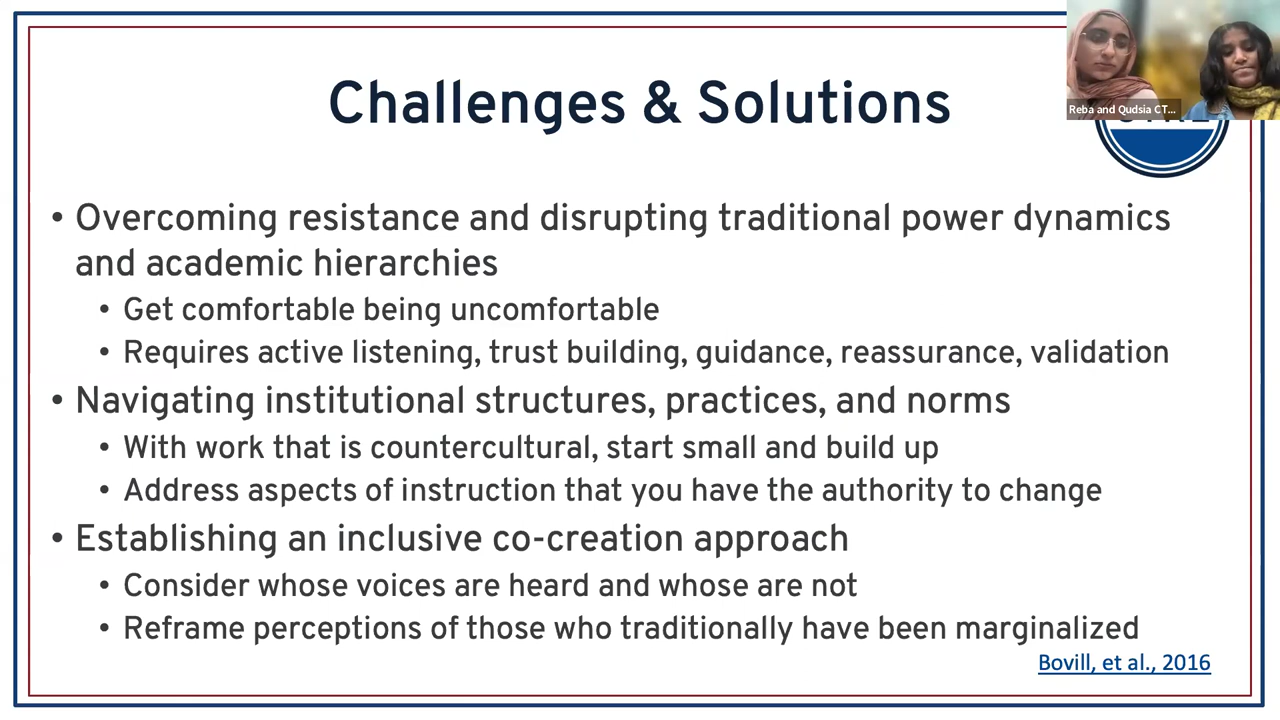 Challenges & Solutions
Reba and Qudsia CT...
• Overcoming resistance and disrupting traditional power dynamics
and academic hierarchies
• Get comfortable being uncomfortable
• Requires active listening, trust building, guidance, reassurance, validation
• Navigating institutional structures, practices, and norms
• With work that is countercultural, start small and build up
• Address aspects of instruction that you have the authority to change
• Establishing an inclusive co-creation approach
• Consider whose voices are heard and whose are not
• Reframe perceptions of those who traditionally have been marginalized
Bovill, et al., 2016